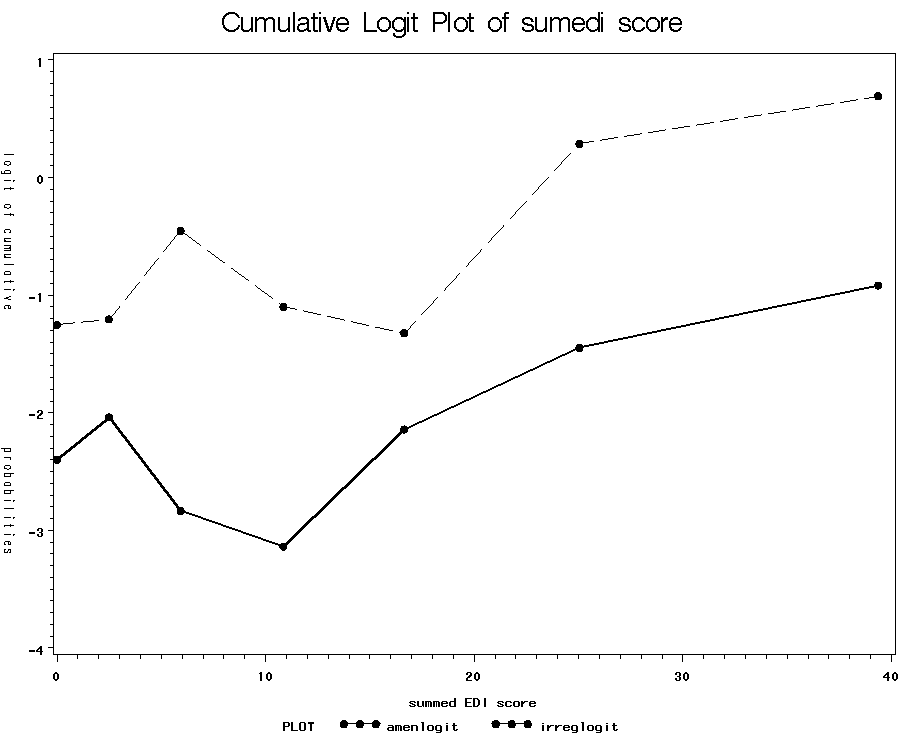 Cumulative Logit Plot of sumedi score
1
0
-1
-2
-3
-4
logit of cumulative probabilities
0 10 20 30 40
summed EDI score
PLOT amenlogit irreglogit